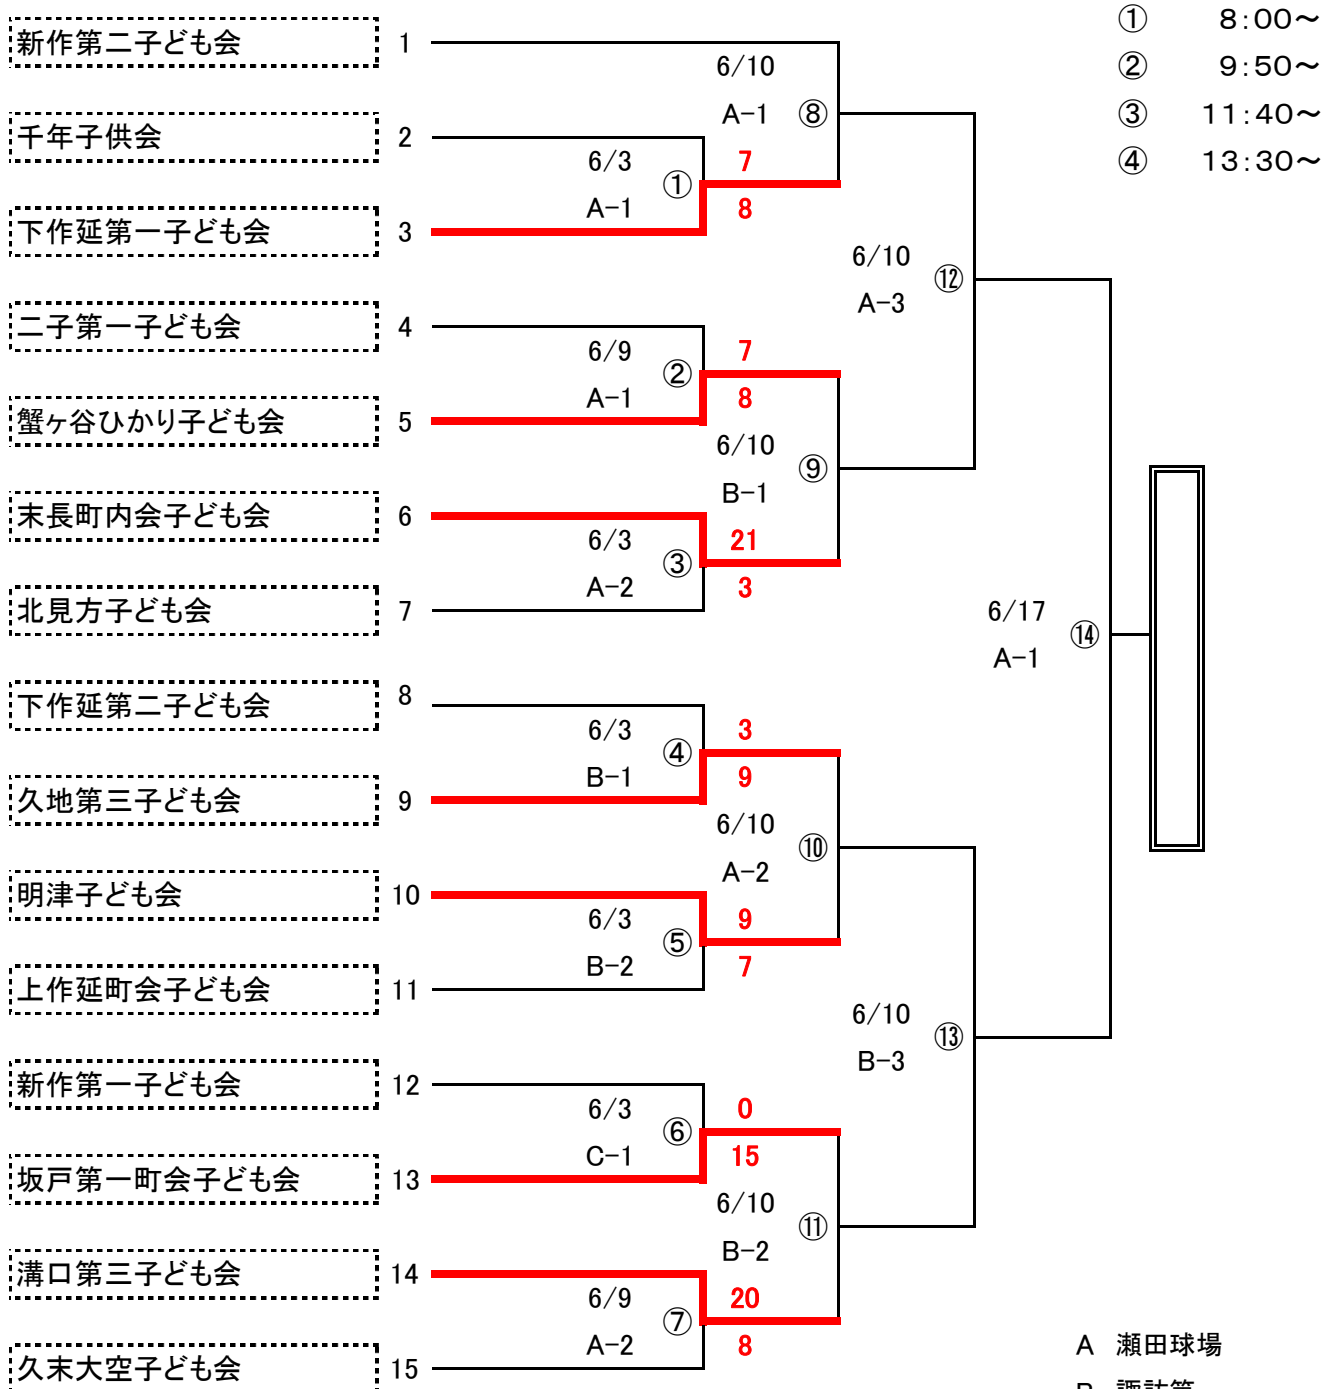 ① 8:00～
新作第二子ども会 1
6/10
② 9:50～
A-1 ⑧
③ 11:40～
千年子供会 2
6/3 ① 7
④ 13:30～
A-1 8
下作延第一子ども会 3
6/10 ⑫
A-3
二子第一子ども会 4
6/9 ② 7
A-1 8
蟹ヶ谷ひかり子ども会 5
6/10 ⑨
B-1
末長町内会子ども会 6
6/3 ③ 21
A-2 3
北見方子ども会 7
6/17 ⑭
A-1
下作延第二子ども会 8
6/3 ④ 3
B-1 9
久地第三子ども会 9
6/10 ⑩
A-2
明津子ども会 10
6/3 ⑤ 9
B-2 7
上作延町会子ども会 11
6/10 ⑬
B-3
新作第一子ども会 12
6/3 ⑥ 0
C-1 15
坂戸第一町会子ども会 13
6/10 ⑪
B-2
溝口第三子ども会 14
6/9 ⑦ 20
A-2 8
A 瀬田球場
久末大空子ども会 15